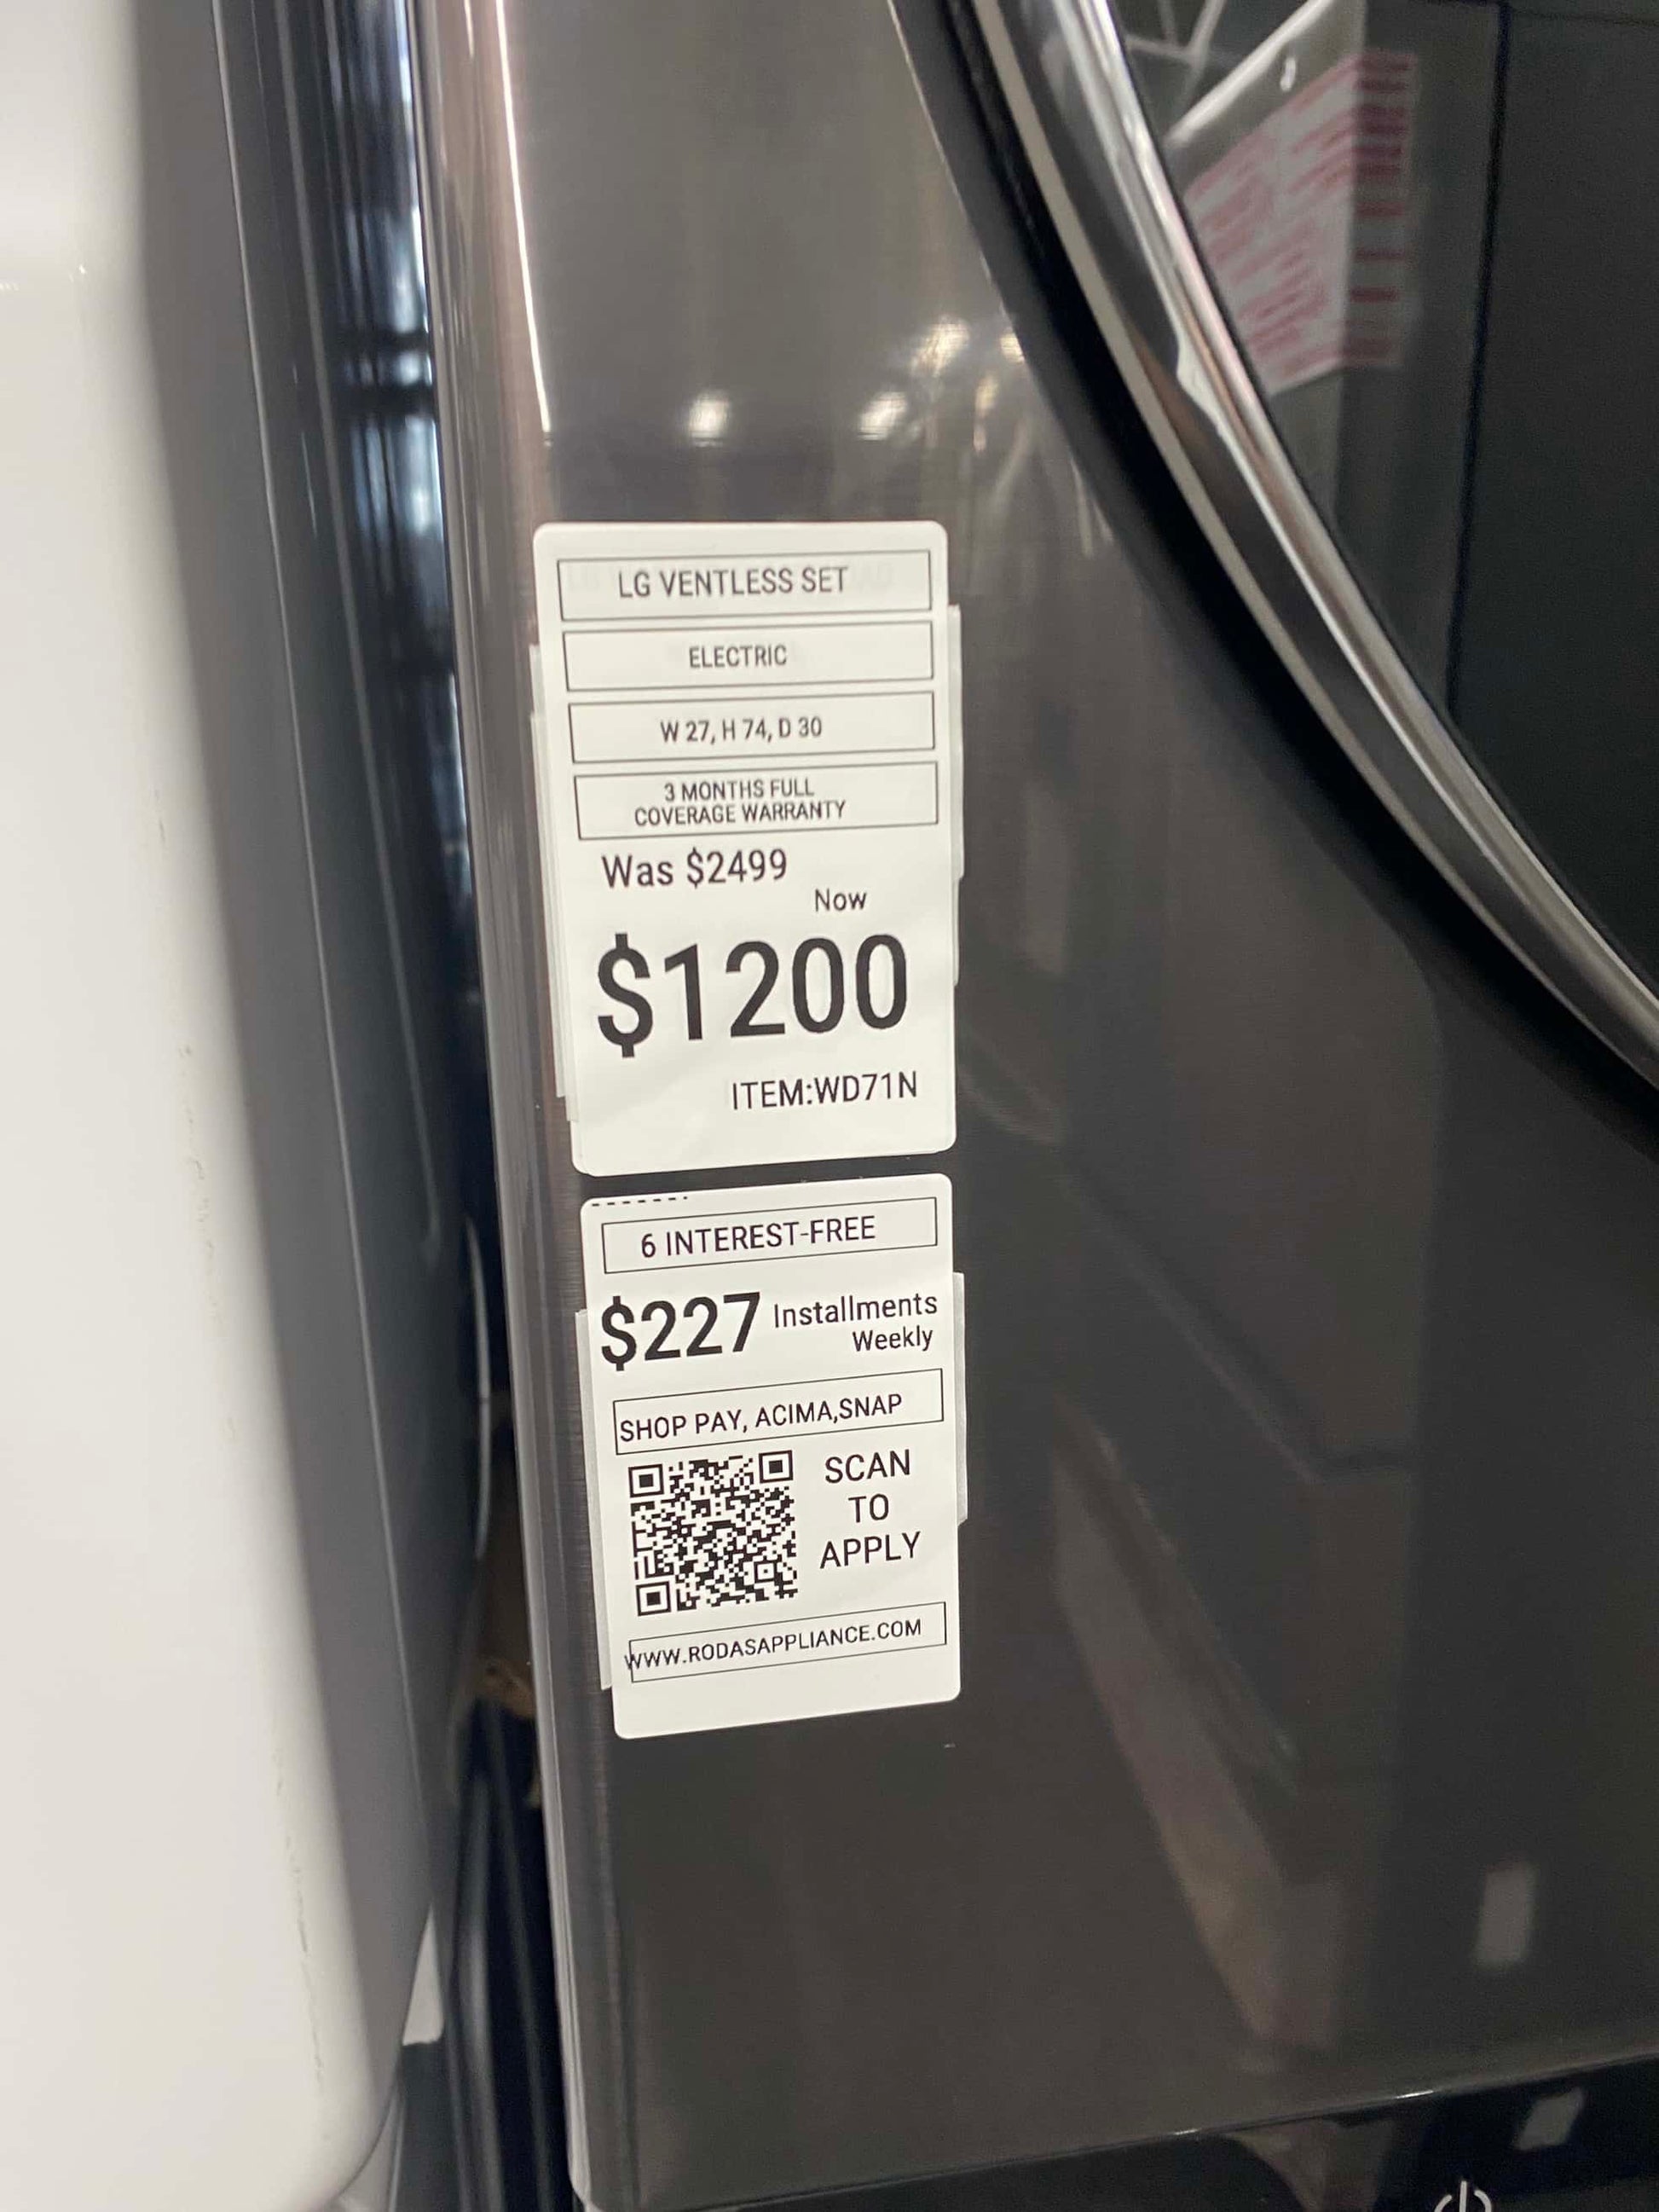 LG VENTLESS SET
ELECTRIC
W 27, H 74, D 30
3 MONTHS FULL
COVERAGE WARRANTY
Was $2499
Now
$1200
ITEM:WD71N
6 INTEREST-FREE
$227 Installments
Weekly
SHOP PAY, ACIMA,SNAP
SCAN
TO
APPLY
WWW.RODASAPPLIANCE.COM